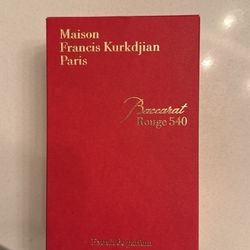 Maison
Francis Kurkdjian
Paris
Baccarat
Rouge 540
Extrait de parfum